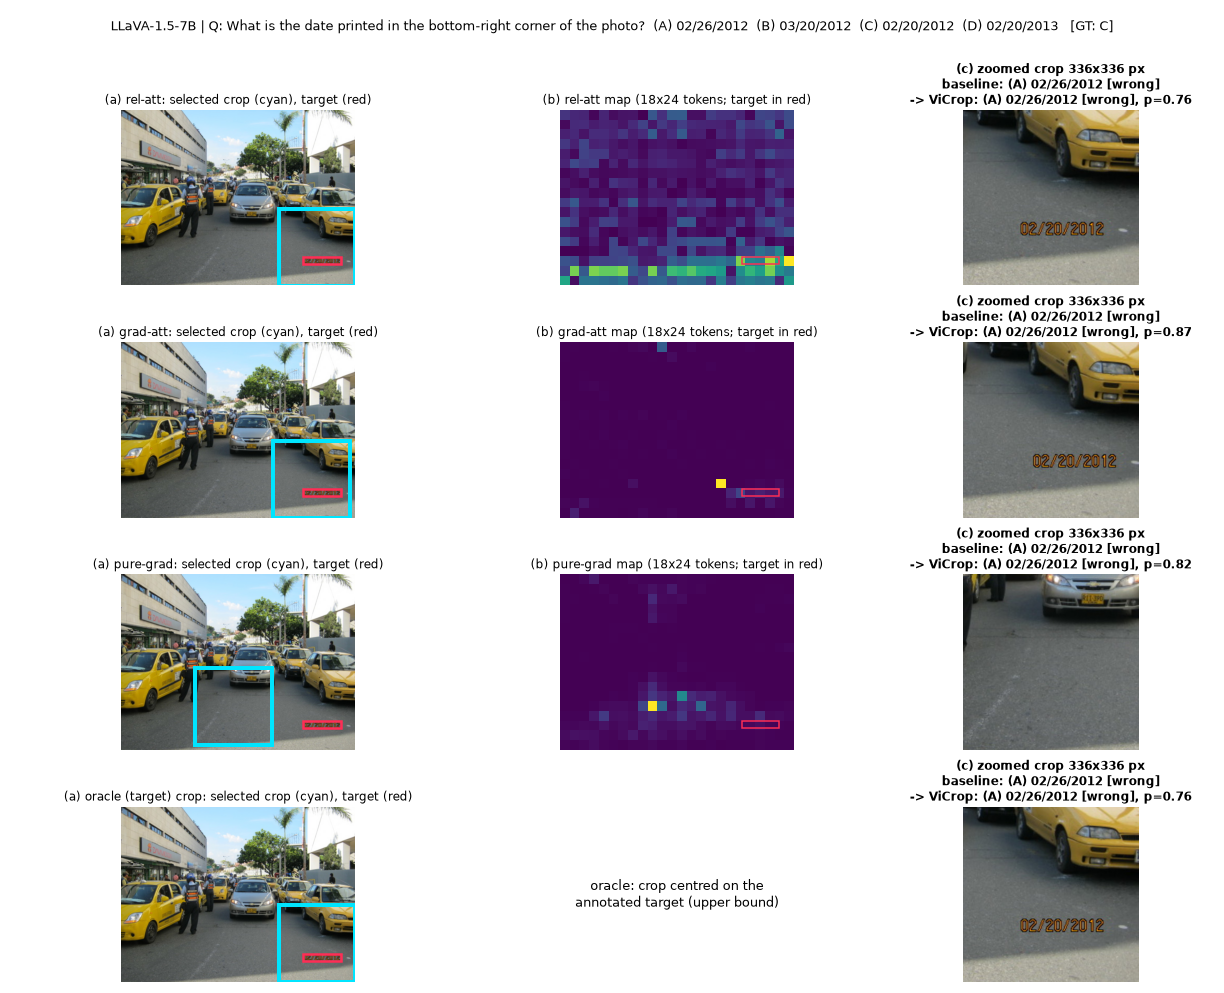 LLaVA-1.5-7B | Q: What is the date printed in the bottom-right corner of the photo? (A) 02/26/2012 (B) 03/20/2012 (C) 02/20/2012 (D) 02/20/2013 [GT: C]
(a) rel-att: selected crop (cyan), target (red)
(b) rel-att map (18x24 tokens; target in red)
(c) zoomed crop 336x336 px
baseline: (A) 02/26/2012 [wrong]
-> ViCrop: (A) 02/26/2012 [wrong], p=0.76
02/20/2012
(a) grad-att: selected crop (cyan), target (red)
(b) grad-att map (18x24 tokens; target in red)
(c) zoomed crop 336x336 px
baseline: (A) 02/26/2012 [wrong]
-> ViCrop: (A) 02/26/2012 [wrong], p=0.87
02/20/2012
(a) pure-grad: selected crop (cyan), target (red)
(b) pure-grad map (18x24 tokens; target in red)
(c) zoomed crop 336x336 px
baseline: (A) 02/26/2012 [wrong]
-> ViCrop: (A) 02/26/2012 [wrong], p=0.82
(a) oracle (target) crop: selected crop (cyan), target (red)
oracle: crop centred on the
annotated target (upper bound)
(c) zoomed crop 336x336 px
baseline: (A) 02/26/2012 [wrong]
-> ViCrop: (A) 02/26/2012 [wrong], p=0.76
02/20/2012